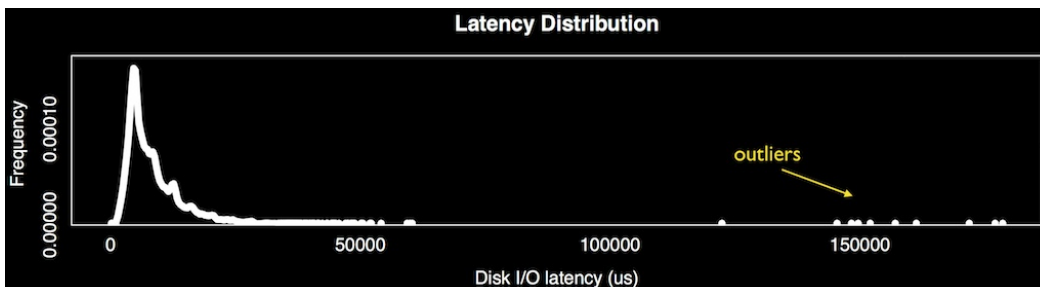 Latency Distribution
Frequency
0.00000
0.00010
outliers
0
50000
100000
150000
Disk I/O latency (us)